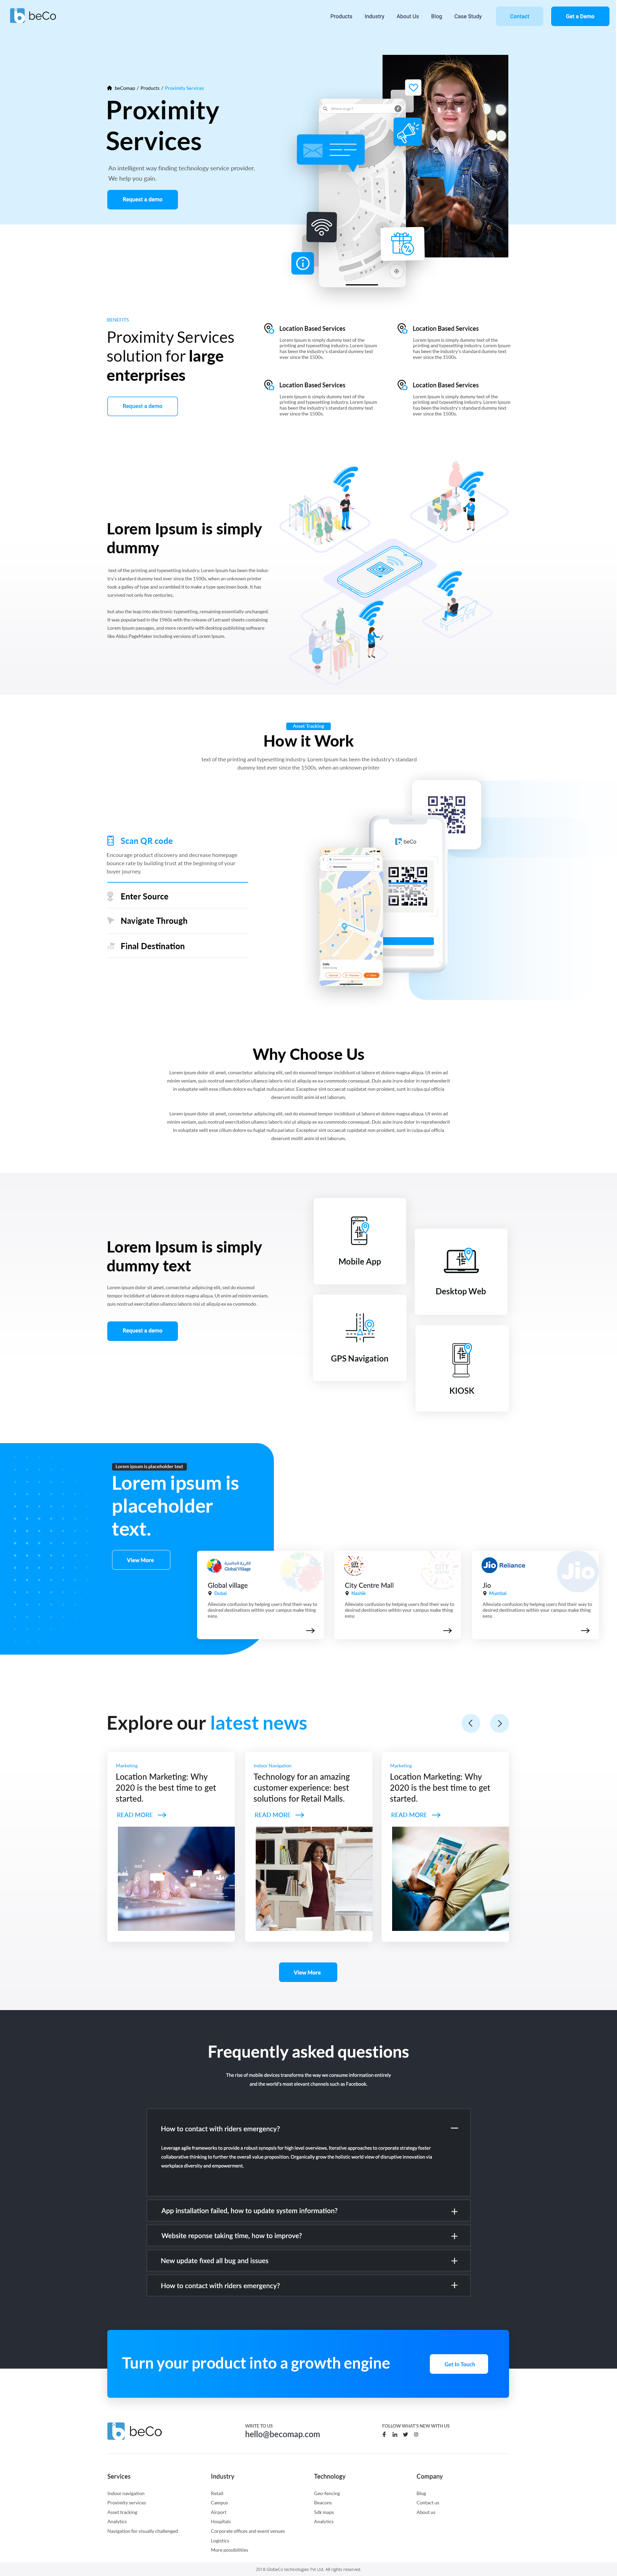 beCo
Products Industry About Us Blog Case Study Contact Get a Demo
beComap / Products / Proximity Services
Proximity
Services
An intelligent way finding technology service provider.
We help you gain.
Request a demo
Where to go ?
BENEFITS
Proximity Services
solution for large
enterprises
Request a demo
Location Based Services
Lorem Ipsum is simply dummy text of the
printing and typesetting industry. Lorem Ipsum
has been the industry's standard dummy text
ever since the 1500s.
Location Based Services
Lorem Ipsum is simply dummy text of the
printing and typesetting industry. Lorem Ipsum
has been the industry's standard dummy text
ever since the 1500s.
Location Based Services
Lorem Ipsum is simply dummy text of the
printing and typesetting industry. Lorem Ipsum
has been the industry's standard dummy text
ever since the 1500s.
Location Based Services
Lorem Ipsum is simply dummy text of the
printing and typesetting industry. Lorem Ipsum
has been the industry's standard dummy text
ever since the 1500s.
Lorem Ipsum is simply
dummy
text of the printing and typesetting industry. Lorem Ipsum has been the indus-
try's standard dummy text ever since the 1500s, when an unknown printer
took a galley of type and scrambled it to make a type specimen book. It has
survived not only five centuries,
but also the leap into electronic typesetting, remaining essentially unchanged.
It was popularised in the 1960s with the release of Letraset sheets containing
Lorem Ipsum passages, and more recently with desktop publishing software
like Aldus PageMaker including versions of Lorem Ipsum.
Asset Tracking
How it Work
text of the printing and typesetting industry. Lorem Ipsum has been the industry's standard
dummy text ever since the 1500s, when an unknown printer
Scan QR code
Encourage product discovery and decrease homepage
bounce rate by building trust at the beginning of your
buyer journey.
Enter Source
Navigate Through
Final Destination
beCo
Why Choose Us
Lorem ipsum dolor sit amet, consectetur adipiscing elit, sed do eiusmod tempor incididunt ut labore et dolore magna aliqua. Ut enim ad
minim veniam, quis nostrud exercitation ullamco laboris nisi ut aliquip ex ea cvommodo consequat. Duis aute irure dolor in reprehenderit
in voluptate velit esse cillum dolore eu fugiat nulla pariatur. Excepteur sint occaecat cupidatat non proident, sunt in culpa qui officia
deserunt mollit anim id est laborum.
Lorem ipsum dolor sit amet, consectetur adipiscing elit, sed do eiusmod tempor incididunt ut labore et dolore magna aliqua. Ut enim ad
minim veniam, quis nostrud exercitation ullamco laboris nisi ut aliquip ex ea cvommodo consequat. Duis aute irure dolor in reprehenderit
in voluptate velit esse cillum dolore eu fugiat nulla pariatur. Excepteur sint occaecat cupidatat non proident, sunt in culpa qui officia
deserunt mollit anim id est laborum.
Lorem Ipsum is simply
dummy text
Lorem ipsum dolor sit amet, consectetur adipiscing elit, sed do eiusmod
tempor incididunt ut labore et dolore magna aliqua. Ut enim ad minim veniam,
quis nostrud exercitation ullamco laboris nisi ut aliquip ex ea cvommodo .
Request a demo
Mobile App
Desktop Web
GPS Navigation
KIOSK
Lorem ipsum is placeholder text
Lorem ipsum is
placeholder
text.
View More
القرية العالمية
Global Village
Global village
Dubai
Alleviate confusion by helping users find their way to
desired destinations within your campus make thing
easy.
City Centre Mall
Nashik
Alleviate confusion by helping users find their way to
desired destinations within your campus make thing
easy.
Jio Reliance
Jio
Jio
Mumbai
Alleviate confusion by helping users find their way to
desired destinations within your campus make thing
easy.
Explore our latest news
Marketing
Location Marketing: Why
2020 is the best time to get
started.
READ MORE
Indoor Navigation
Technology for an amazing
customer experience: best
solutions for Retail Malls.
READ MORE
Marketing
Location Marketing: Why
2020 is the best time to get
started.
READ MORE
View More
Frequently asked questions
The rise of mobile devices transforms the way we consume information entirely
and the world's most elevant channels such as Facebook.
How to contact with riders emergency?
Leverage agile frameworks to provide a robust synopsis for high level overviews. Iterative approaches to corporate strategy foster
collaborative thinking to further the overall value proposition. Organically grow the holistic world view of disruptive innovation via
workplace diversity and empowerment.
App installation failed, how to update system information?
Website reponse taking time, how to improve?
New update fixed all bug and issues
How to contact with riders emergency?
Turn your product into a growth engine
Get In Touch
beCo
WRITE TO US
hello@becomap.com
FOLLOW WHAT'S NEW WITH US
Services
Indoor navigation
Proximity services
Asset tracking
Analytics
Navigation for visually challenged
Industry
Retail
Campus
Airport
Hospitals
Corporate offices and event venues
Logistics
More possibilities
Technology
Geo-fencing
Beacons
Sdk maps
Analytics
Company
Blog
Contact us
About us
2018 GlobeCo technologies Pvt Ltd. All rights reserved.